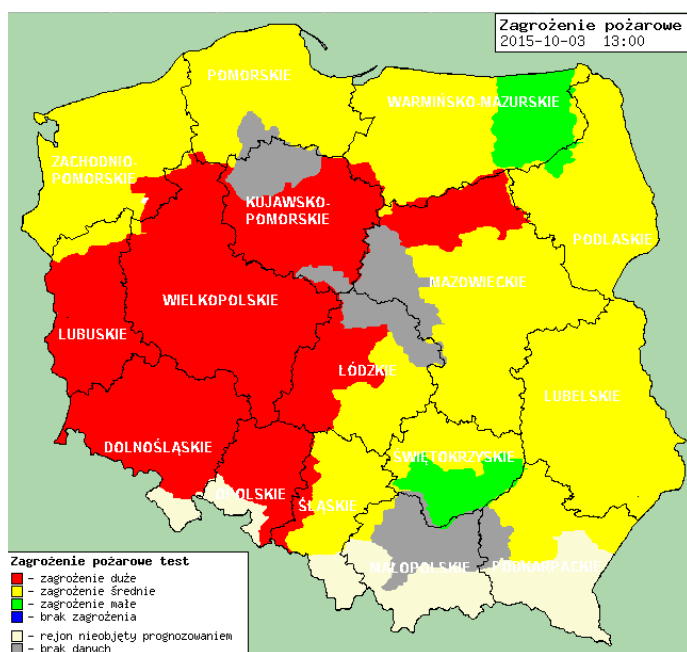 Zagrożenie pożarowe
2015-10-03 13:00
POMORSKIE
WARMIŃSKO-MAZURSKIE
ZACHODNIO-
POMORSKIE
KUJAWSKO-
POMORSKIE
PODLASKIE
MAZOWIECKIE
WIELKOPOLSKIE
LUBUSKIE
ŁÓDZKIE
LUBELSKIE
DOLNOŚLĄSKIE
ŚWIĘTOKRZYSKIE
OPOLSKIE
ŚLĄSKIE
MAŁOPOLSKIE
PODKARPACKIE
Zagrożenie pożarowe test
- zagrożenie duże
- zagrożenie średnie
- zagrożenie małe
- brak zagrożenia
- rejon nieobjęty prognozowaniem
- brak danych